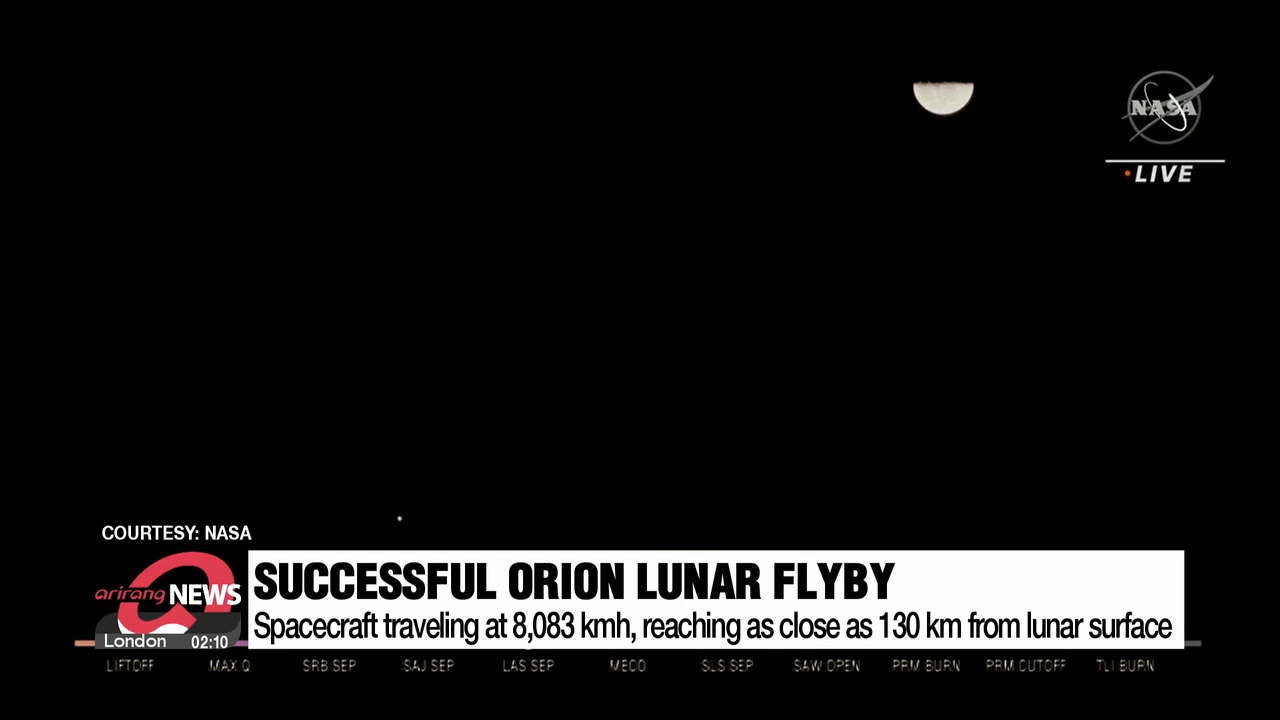 NASA
LIVE
COURTESY: NASA
arirang NEWS
SUCCESSFUL ORION LUNAR FLYBY
Spacecraft traveling at 8,083 kmh, reaching as close as 130 km from lunar surface
London 02:10
LIFTOFF MAX Q SRB SEP SAJ SEP LAS SEP MECO SLS SEP SAW OPEN PRM BURN PRM CUTOFF TLI BURN